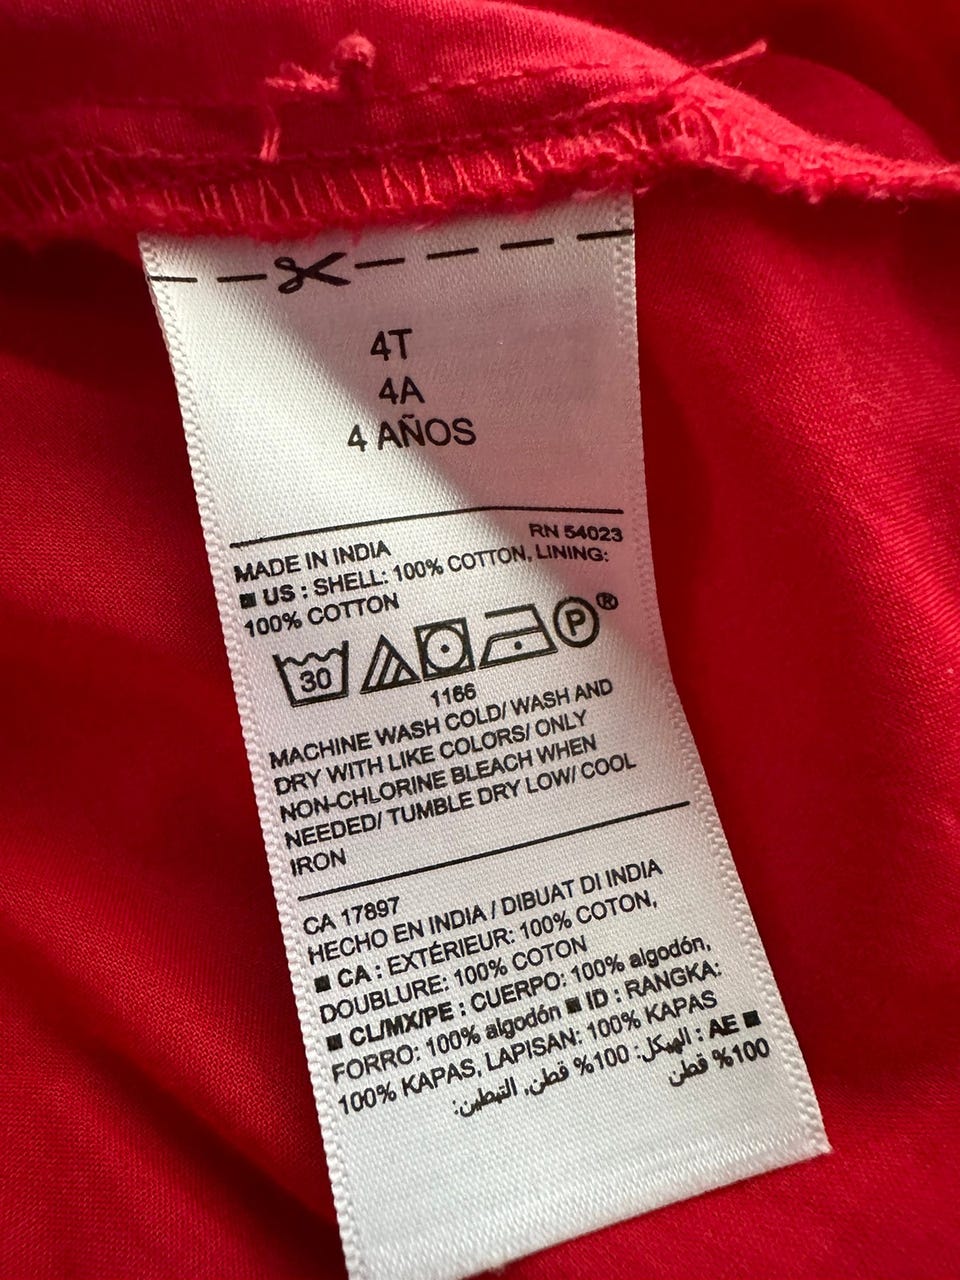 4T
4A
4 AÑOS
RN 54023
MADE IN INDIA
■ US : SHELL: 100% COTTON, LINING:
100% COTTON
30 P ®
1166
MACHINE WASH COLD/ WASH AND
DRY WITH LIKE COLORS/ ONLY
NON-CHLORINE BLEACH WHEN
NEEDED/ TUMBLE DRY LOW/ COOL
IRON
CA 17897
HECHO EN INDIA / DIBUAT DI INDIA
■ CA : EXTÉRIEUR: 100% COTON,
DOUBLURE: 100% COTON
■ CL/MX/PE : CUERPO: 100% algodón,
FORRO: 100% algodón ■ ID : RANGKA:
100% KAPAS, LAPISAN: 100% KAPAS
■ AE : الهيكل: 100% قطن, التبطين:
100% قطن